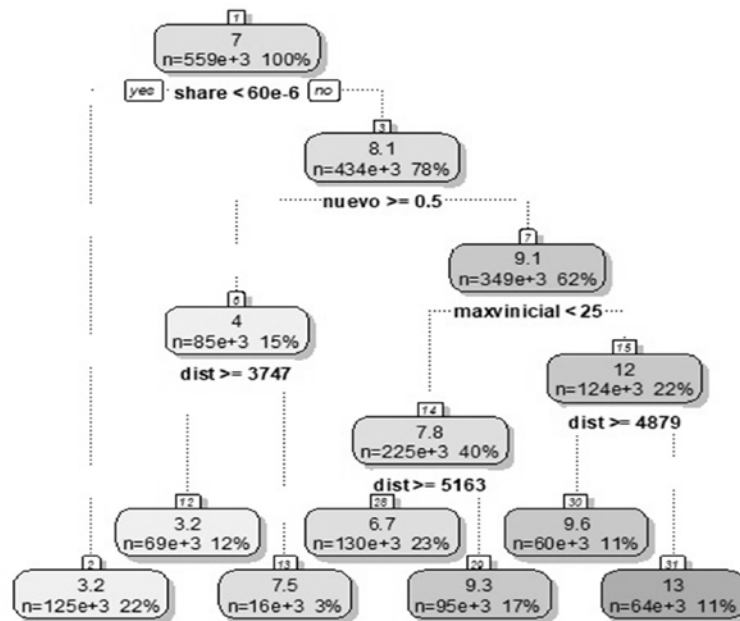 1
7
n=559e+3 100%
yes share < 60e-6 no
3
8.1
n=434e+3 78%
nuevo >= 0.5
7
9.1
n=349e+3 62%
maxvinicial < 25
6
4
n=85e+3 15%
dist >= 3747
15
12
n=124e+3 22%
dist >= 4879
14
7.8
n=225e+3 40%
dist >= 5163
12
3.2
n=69e+3 12%
28
6.7
n=130e+3 23%
30
9.6
n=60e+3 11%
2
3.2
n=125e+3 22%
13
7.5
n=16e+3 3%
29
9.3
n=95e+3 17%
31
13
n=64e+3 11%